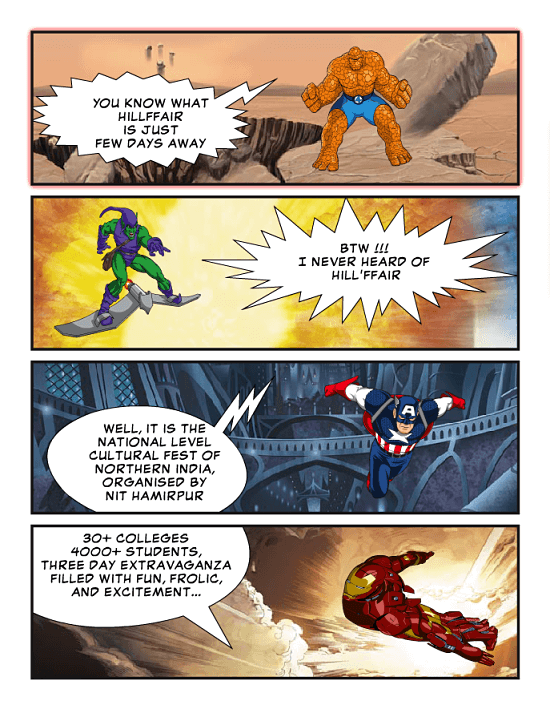 YOU KNOW WHAT
HILLFFAIR
IS JUST
FEW DAYS AWAY
BTW !!!
I NEVER HEARD OF
HILL'FFAIR
WELL, IT IS THE
NATIONAL LEVEL
CULTURAL FEST OF
NORTHERN INDIA,
ORGANISED BY
NIT HAMIRPUR
30+ COLLEGES
4000+ STUDENTS,
THREE DAY EXTRAVAGANZA
FILLED WITH FUN, FROLIC,
AND EXCITEMENT...